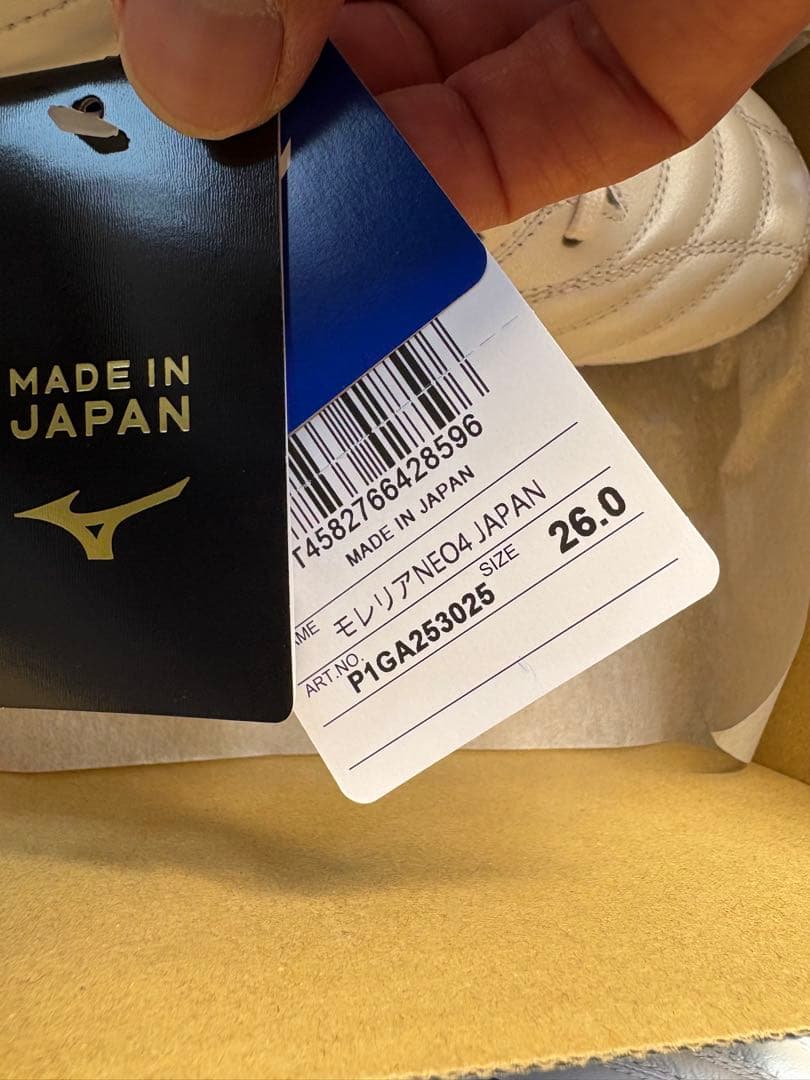 MADE IN
JAPAN
T4582766428596
MADE IN JAPAN
モレリアNEO4 JAPAN
SIZE 26.0
ART.NO. P1GA253025